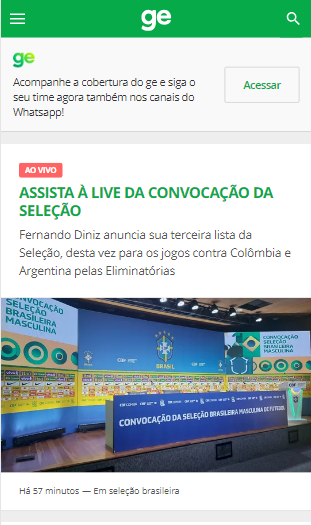 ge
ge
Acompanhe a cobertura do ge e siga o
seu time agora também nos canais do
Whatsapp!
Acessar
AO VIVO
ASSISTA À LIVE DA CONVOCAÇÃO DA
SELEÇÃO
Fernando Diniz anuncia sua terceira lista da
Seleção, desta vez para os jogos contra Colômbia e
Argentina pelas Eliminatórias
CONVOCAÇÃO
SELEÇÃO
BRASILEIRA
MASCULINA
BRASIL
CONVOCAÇÃO
SELEÇÃO
BRASILEIRA
MASCULINA
CONVOCAÇÃO DA SELEÇÃO BRASILEIRA MASCULINA DE FUTEBOL
Há 57 minutos — Em seleção brasileira